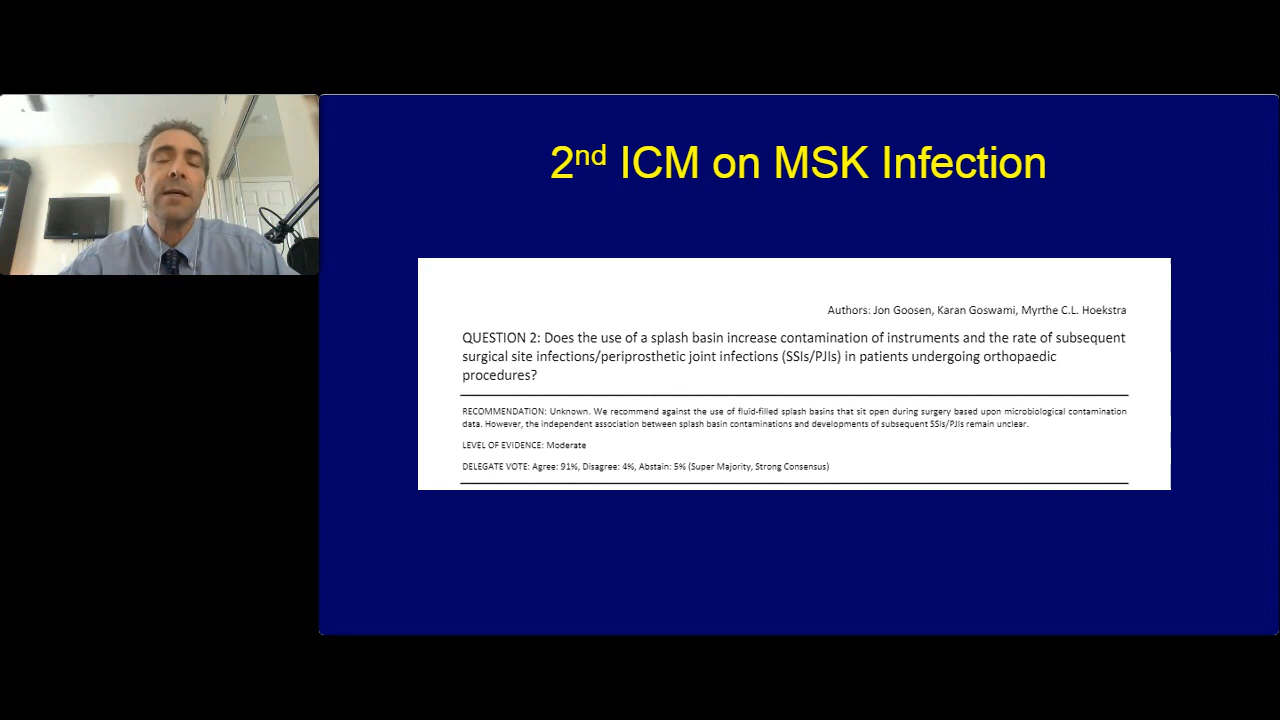 2nd ICM on MSK Infection
Authors: Jon Goosen, Karan Goswami, Myrthe C.L. Hoekstra
QUESTION 2: Does the use of a splash basin increase contamination of instruments and the rate of subsequent
surgical site infections/periprosthetic joint infections (SSIs/PJIs) in patients undergoing orthopaedic
procedures?
RECOMMENDATION: Unknown. We recommend against the use of fluid-filled splash basins that sit open during surgery based upon microbiological contamination
data. However, the independent association between splash basin contaminations and developments of subsequent SSIs/PJIs remain unclear.
LEVEL OF EVIDENCE: Moderate
DELEGATE VOTE: Agree: 91%, Disagree: 4%, Abstain: 5% (Super Majority, Strong Consensus)